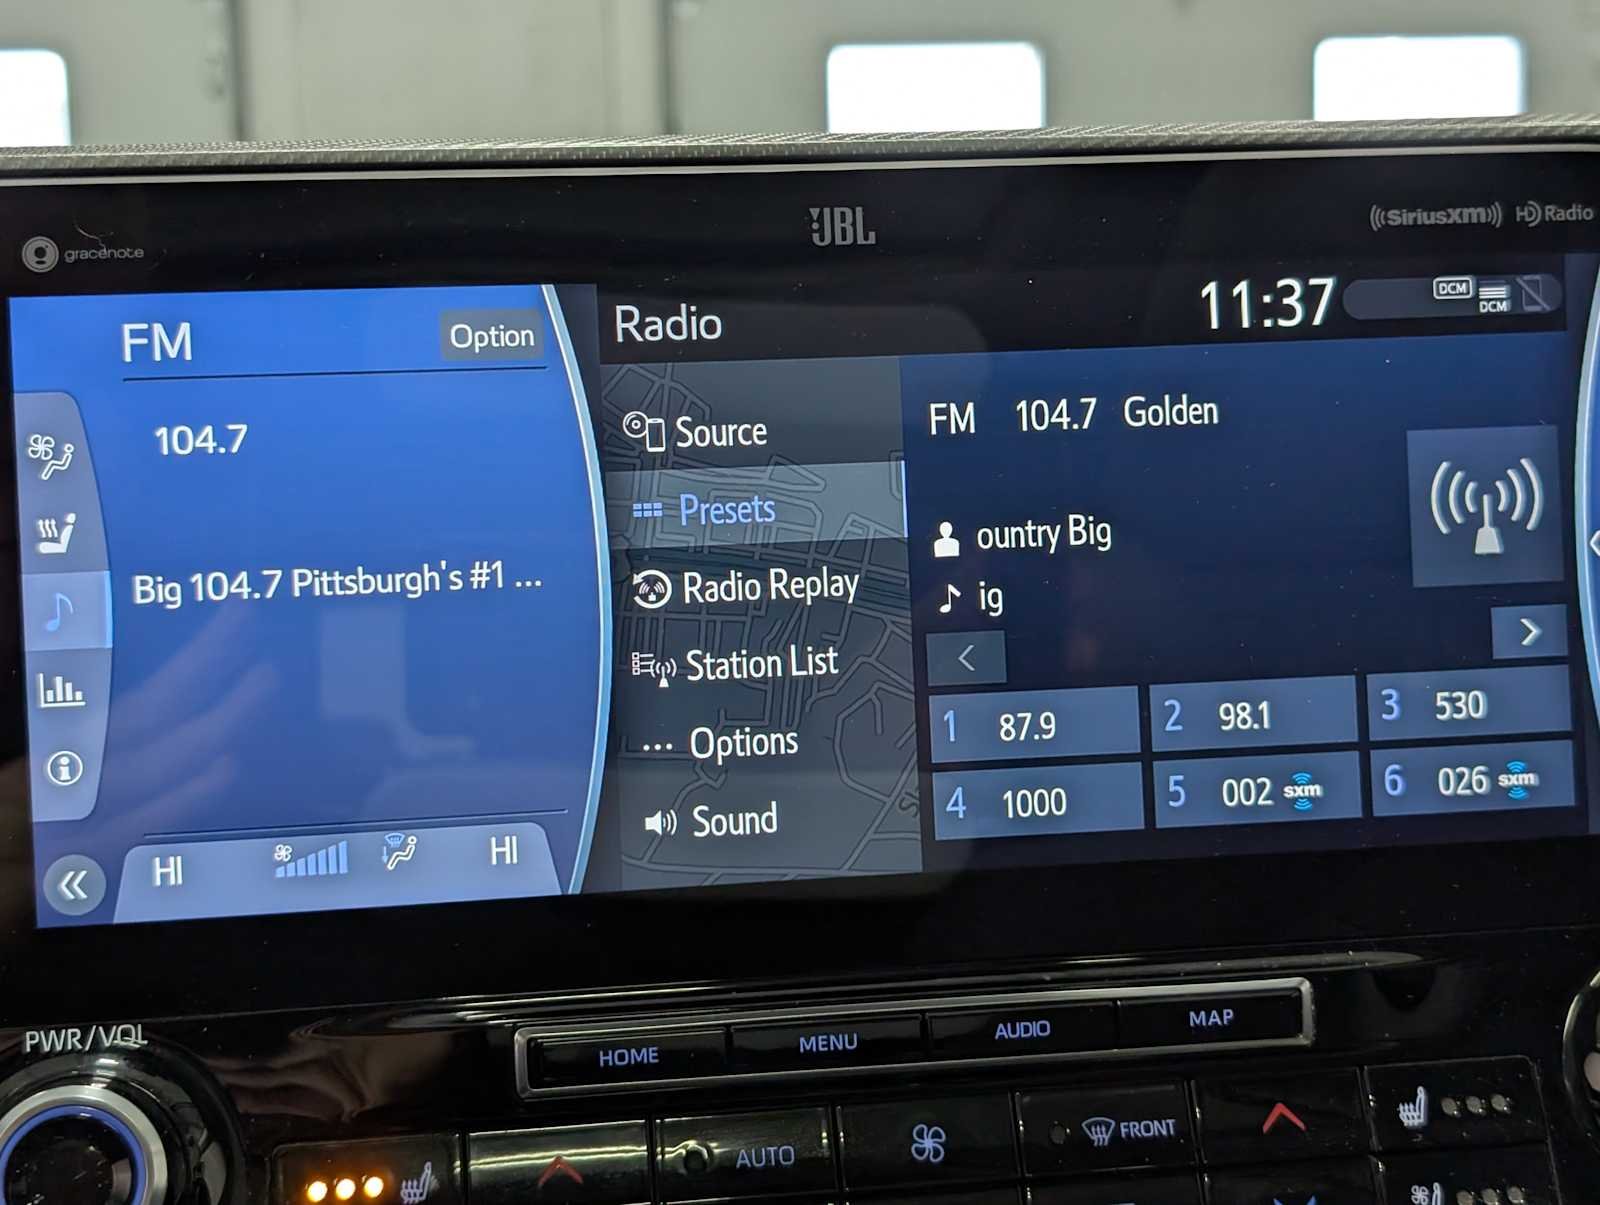 gracenote
JBL
((SiriusXM)) HD Radio
FM
Option
104.7
Big 104.7 Pittsburgh's #1 ...
HI
HI
Radio
11:37
DCM
DCM
Source
Presets
Radio Replay
Station List
... Options
Sound
FM 104.7 Golden
ountry Big
ig
<
>
1 87.9
2 98.1
3 530
4 1000
5 002 sxm
6 026 sxm
PWR/VOL
HOME
MENU
AUDIO
MAP
AUTO
FRONT